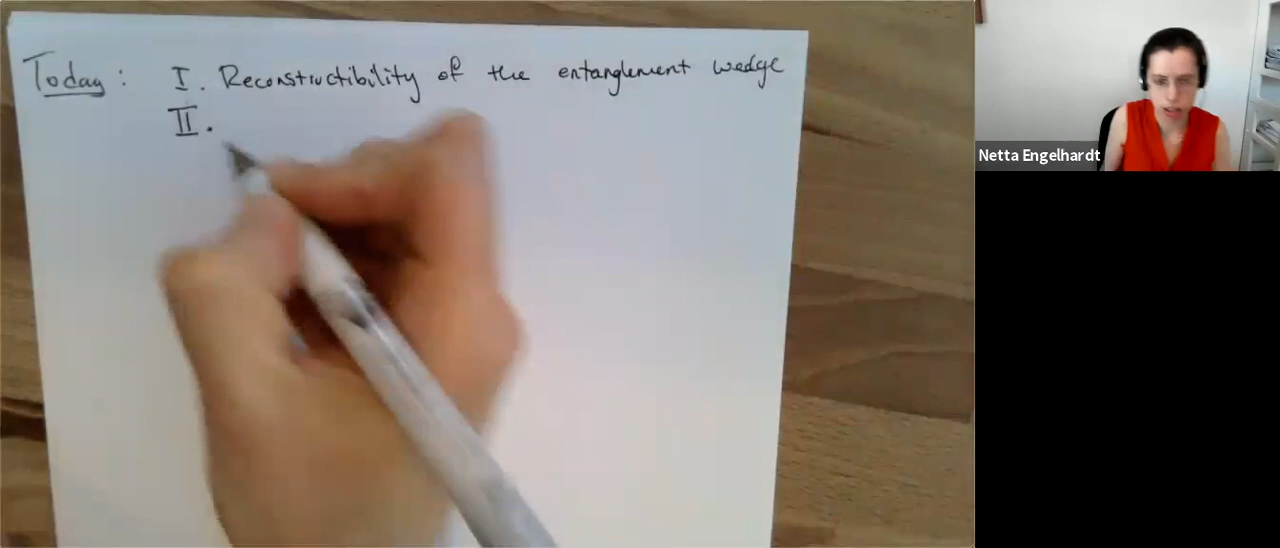 Today: I. Reconstructibility of the entanglement wedge
II.
Netta Engelhardt